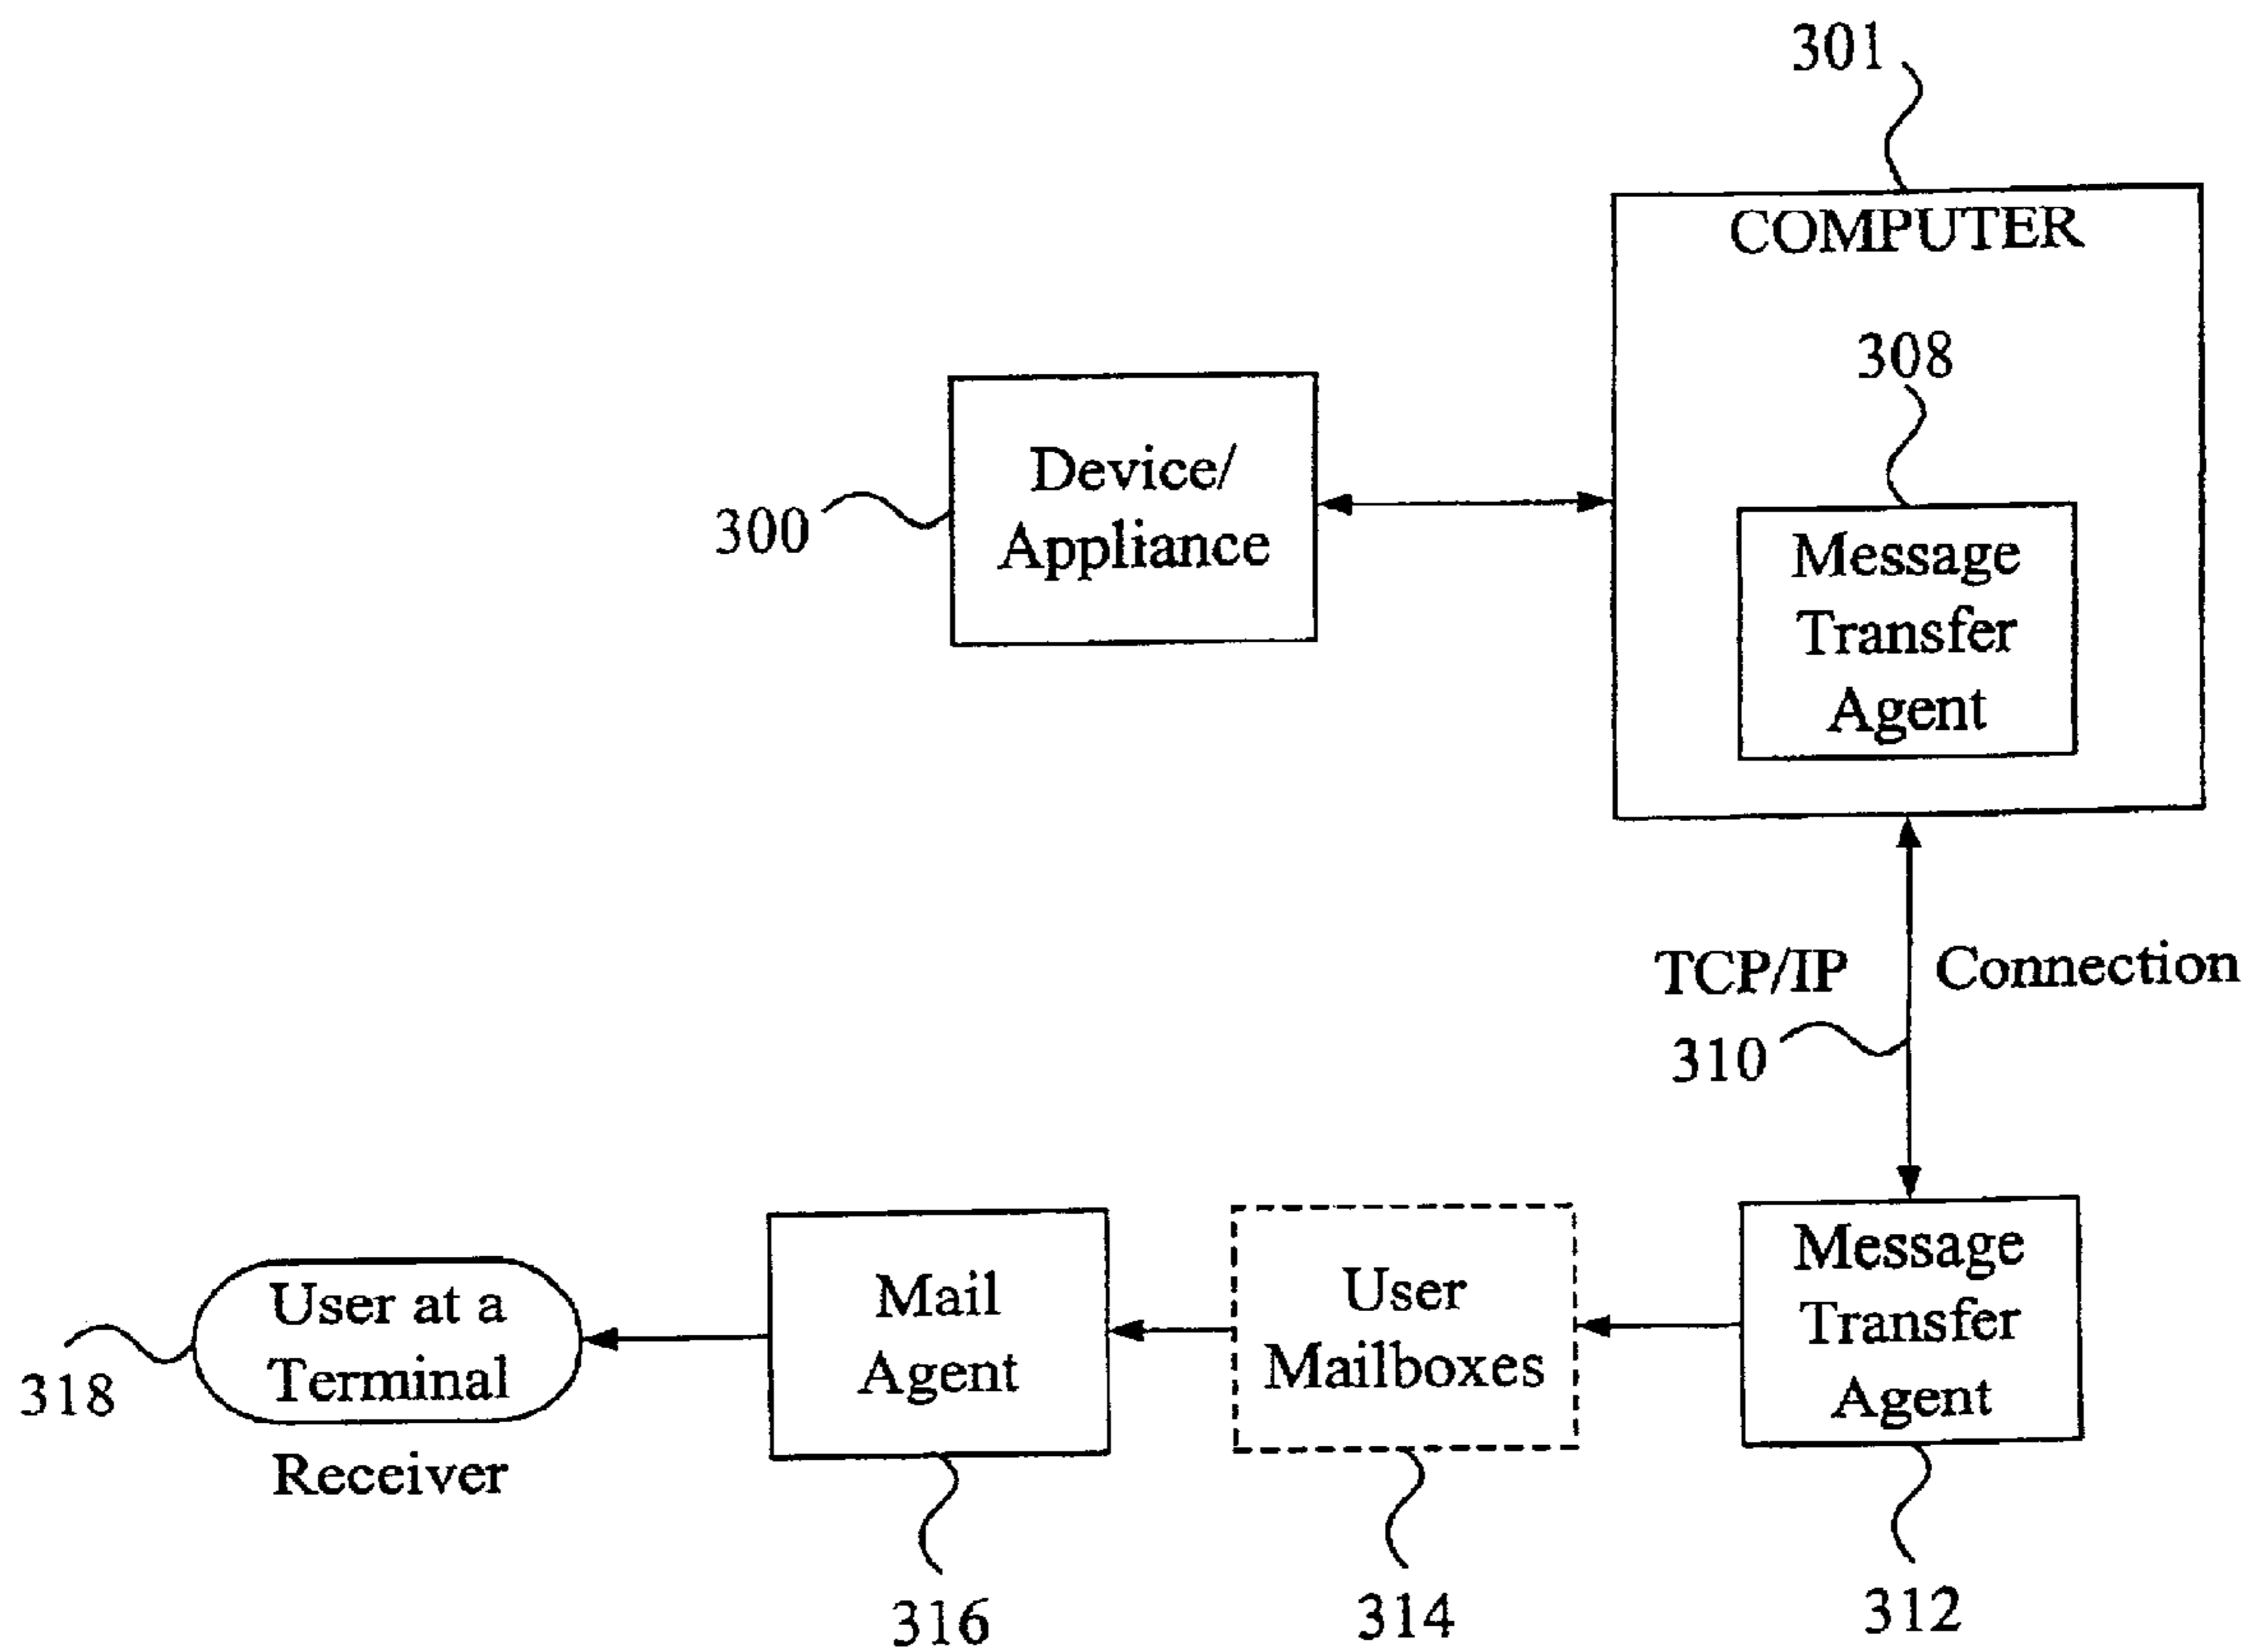 301
COMPUTER
308
Message
Transfer
Agent
Device/
Appliance
300
TCP/IP Connection
310
Message
Transfer
Agent
312
User
Mailboxes
314
Mail
Agent
316
User at a
Terminal
318
Receiver